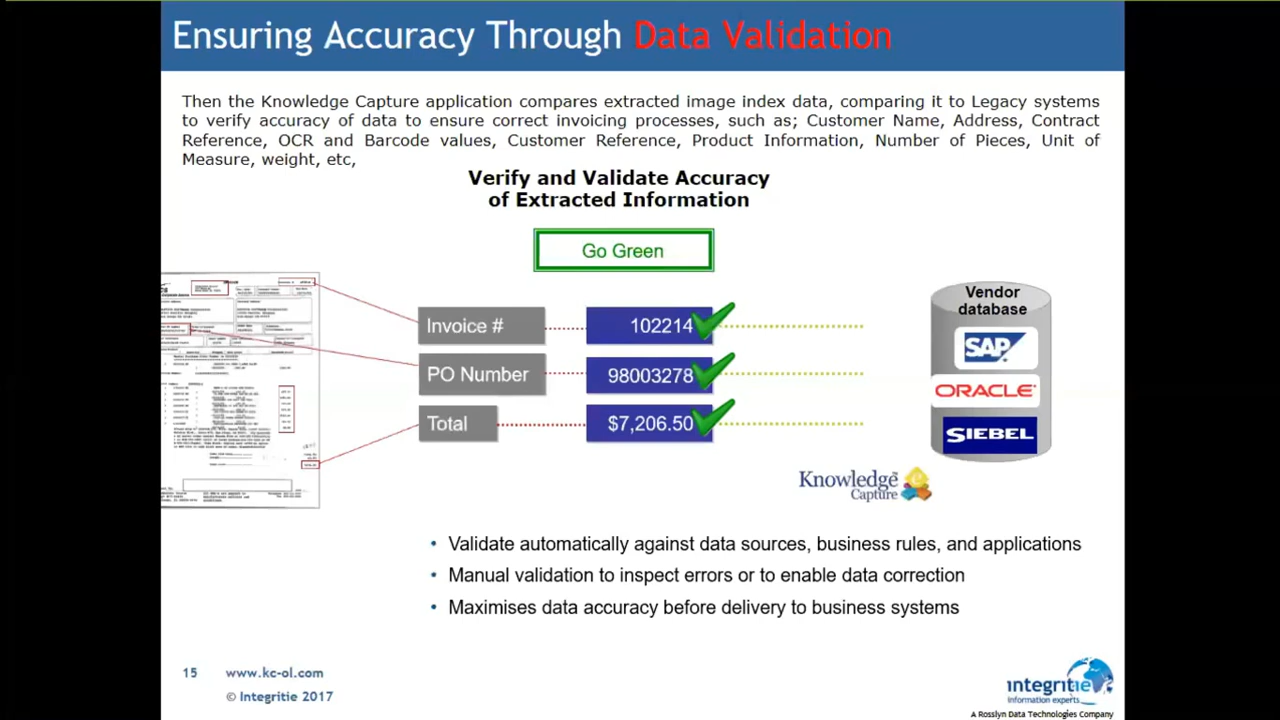 Ensuring Accuracy Through Data Validation
Then the Knowledge Capture application compares extracted image index data, comparing it to Legacy systems
to verify accuracy of data to ensure correct invoicing processes, such as; Customer Name, Address, Contract
Reference, OCR and Barcode values, Customer Reference, Product Information, Number of Pieces, Unit of
Measure, weight, etc,
Verify and Validate Accuracy
of Extracted Information
Go Green
Invoice # 102214
PO Number 98003278
Total $7,206.50
Vendor
database
SAP
ORACLE
SIEBEL
Knowledge
Capture
• Validate automatically against data sources, business rules, and applications
• Manual validation to inspect errors or to enable data correction
• Maximises data accuracy before delivery to business systems
15 www.kc-ol.com
© Integritie 2017
integritie
information experts
A Rosslyn Data Technologies Company